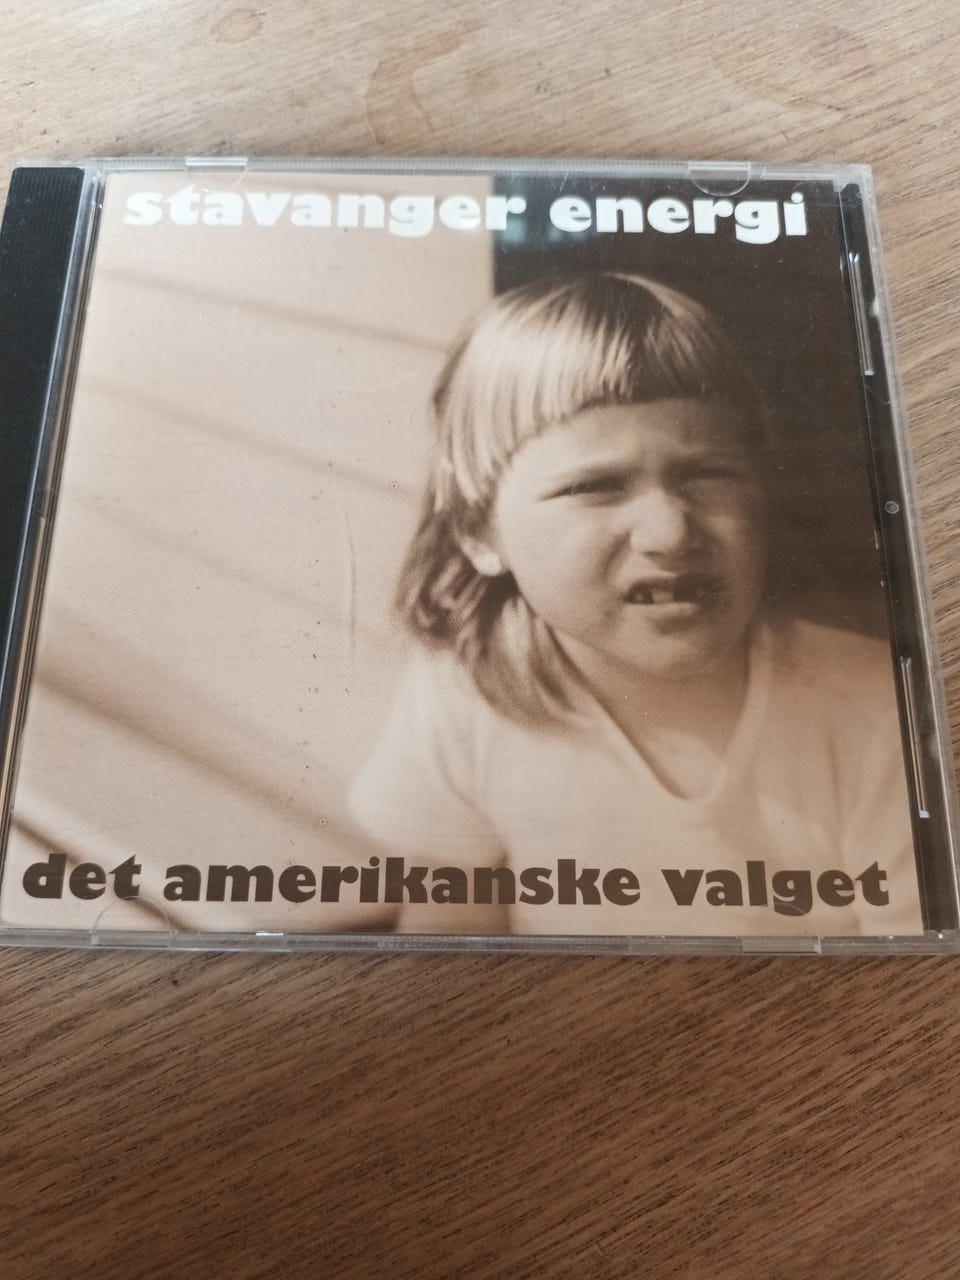 stavanger energi
det amerikanske valget